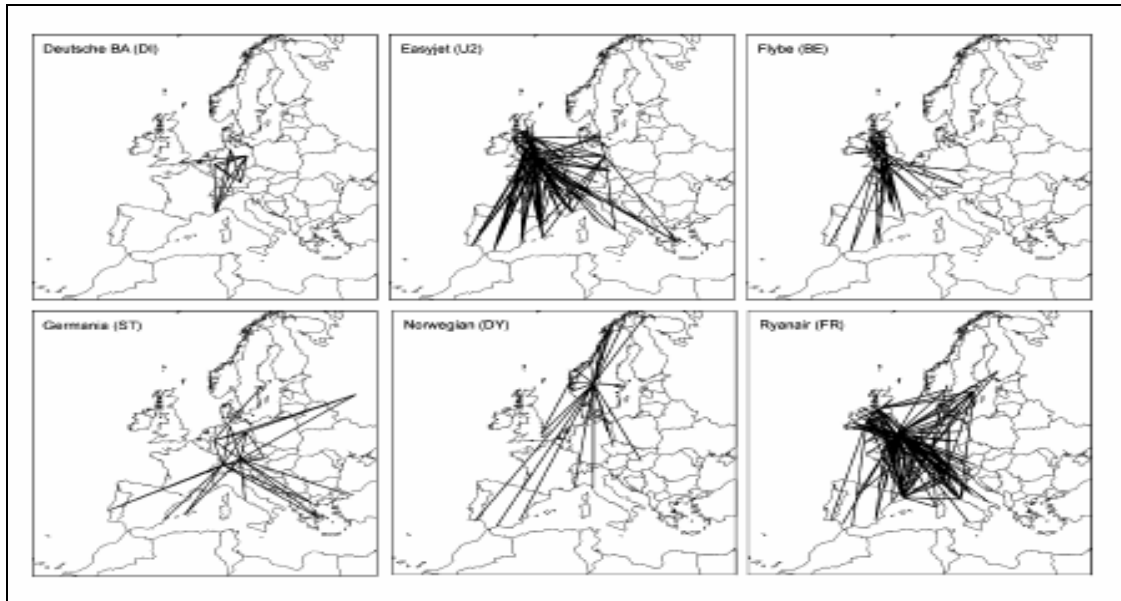 Deutsche BA (DI)
Easyjet (U2)
Flybe (BE)
Germania (ST)
Norwegian (DY)
Ryanair (FR)